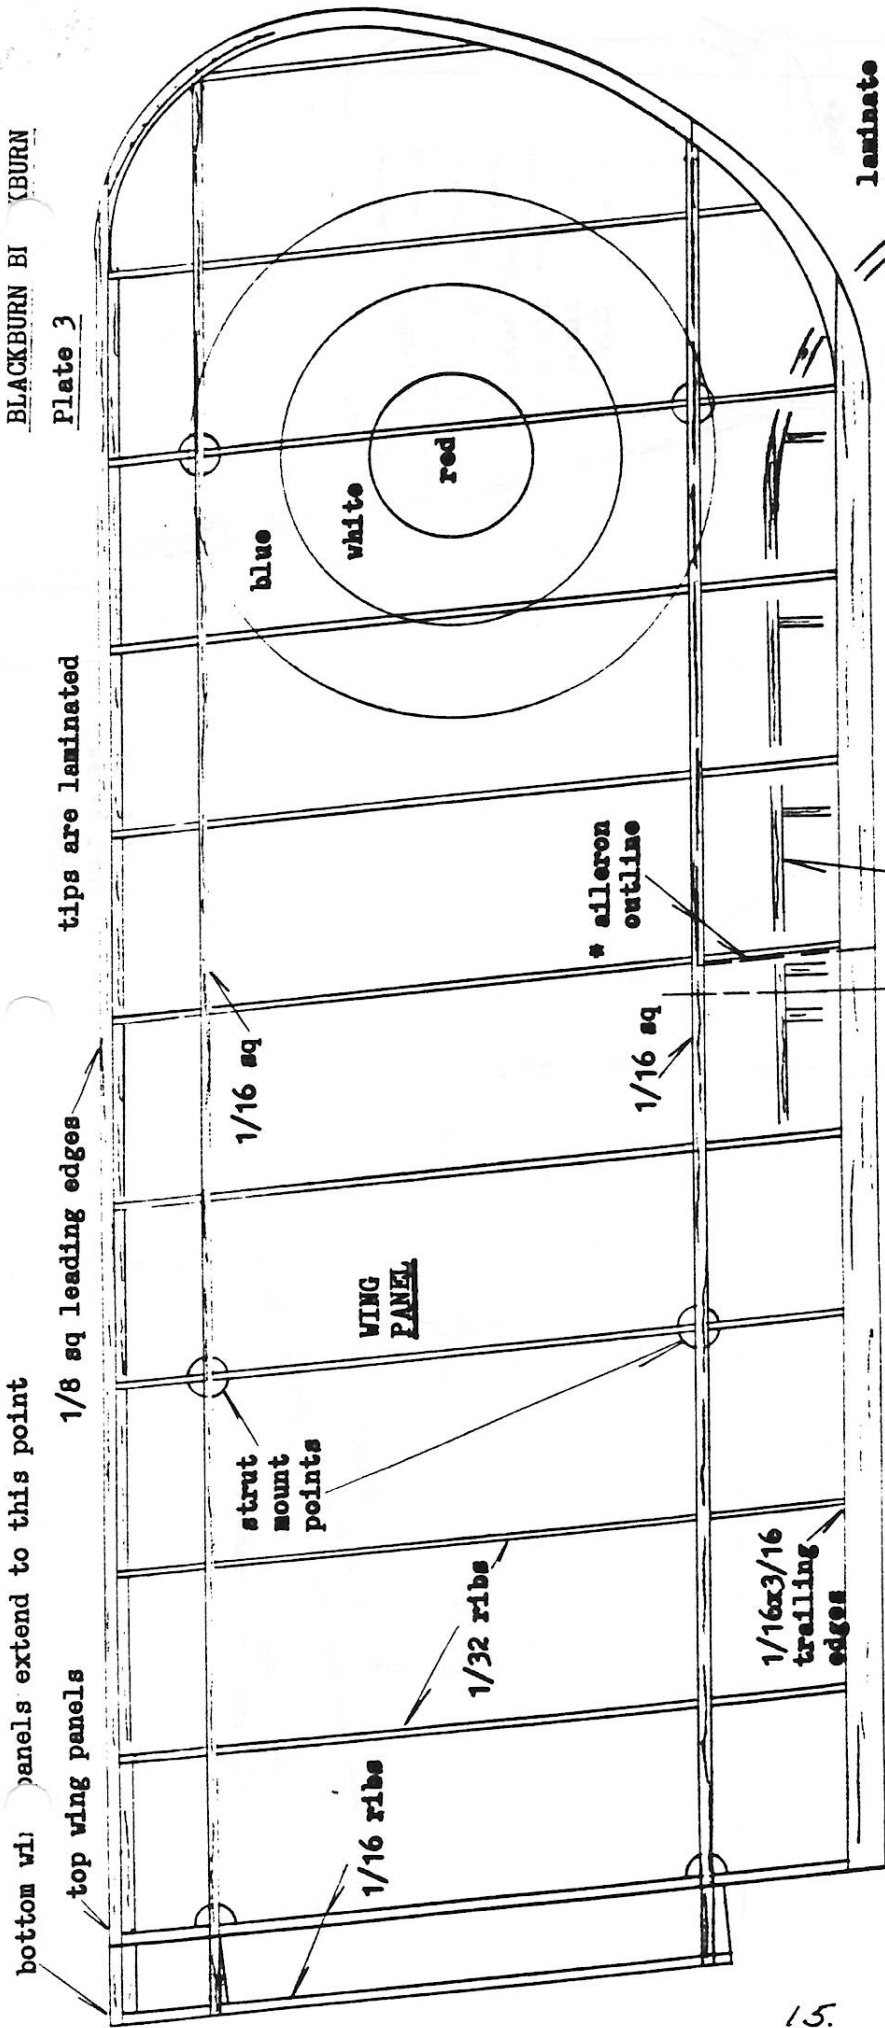 BLACKBURN BI KBURN
Plate 3
bottom wi panels extend to this point
top wing panels
1/8 sq leading edges
tips are laminated
1/16 sq
blue
white
red
* aileron
outline
1/16 sq
WING
PANEL
strut
mount
points
1/32 ribs
1/16 ribs
1/16x3/16
trailing
edges
laminate
15.